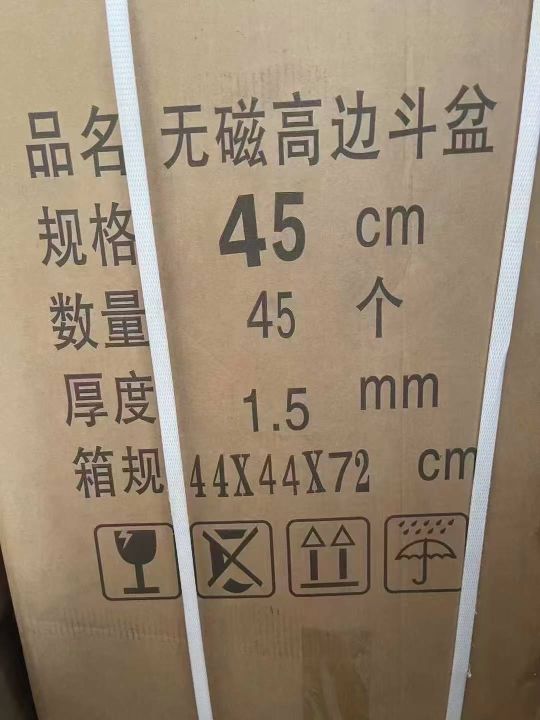 品名 无磁高边斗盆
规格 45 cm
数量 45 个
厚度 1.5 mm
箱规 44X44X72 cm